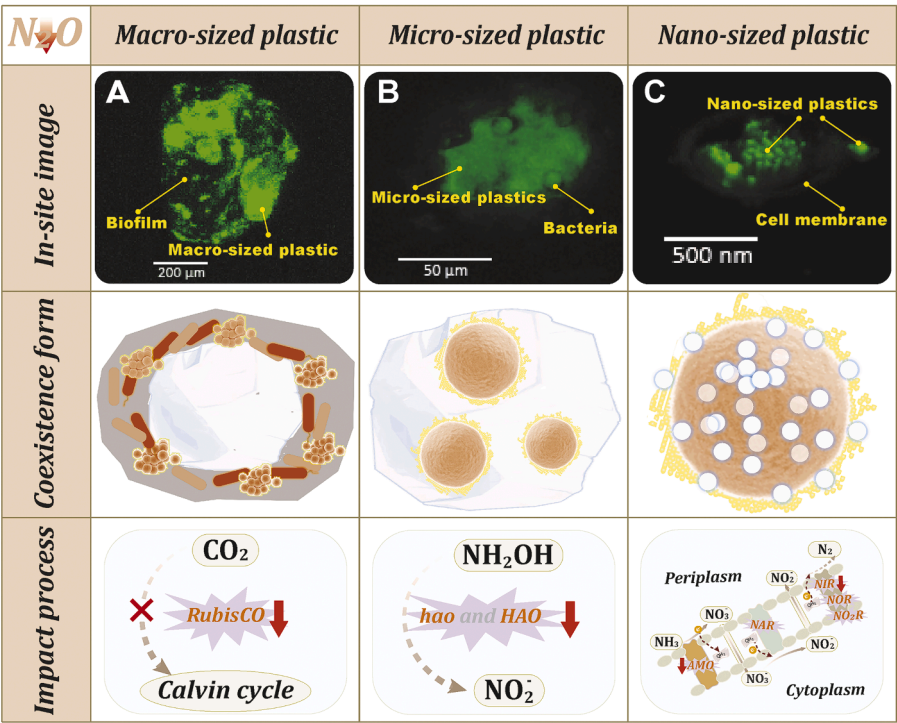 N₂O
Macro-sized plastic
Micro-sized plastic
Nano-sized plastic
In-site image
A
Biofilm
Macro-sized plastic
200 μm
B
Micro-sized plastics
Bacteria
50 μm
C
Nano-sized plastics
Cell membrane
500 nm
Coexistence form
Impact process
CO₂
RubisCO
Calvin cycle
NH₂OH
hao and HAO
NO₂⁻
Periplasm
N₂
NO₂⁻
NIR
NOR
NO₂R
NO₃⁻
NAR
NH₃
AMO
NO₂⁻
NO₃⁻
Cytoplasm